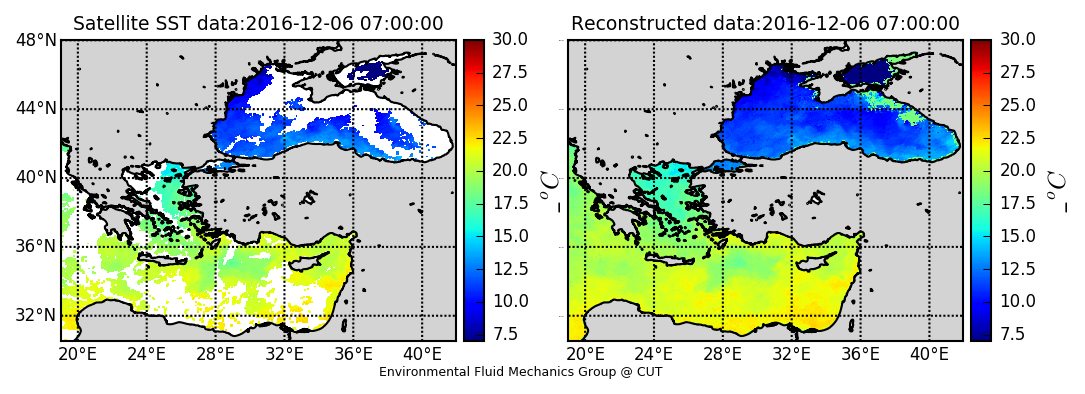 Satellite SST data:2016-12-06 07:00:00
48°N
44°N
40°N
36°N
32°N
20°E 24°E 28°E 32°E 36°E 40°E
30.0
27.5
25.0
22.5
20.0
17.5
15.0
12.5
10.0
7.5
_ °C
Reconstructed data:2016-12-06 07:00:00
20°E 24°E 28°E 32°E 36°E 40°E
30.0
27.5
25.0
22.5
20.0
17.5
15.0
12.5
10.0
7.5
_ °C
Environmental Fluid Mechanics Group @ CUT